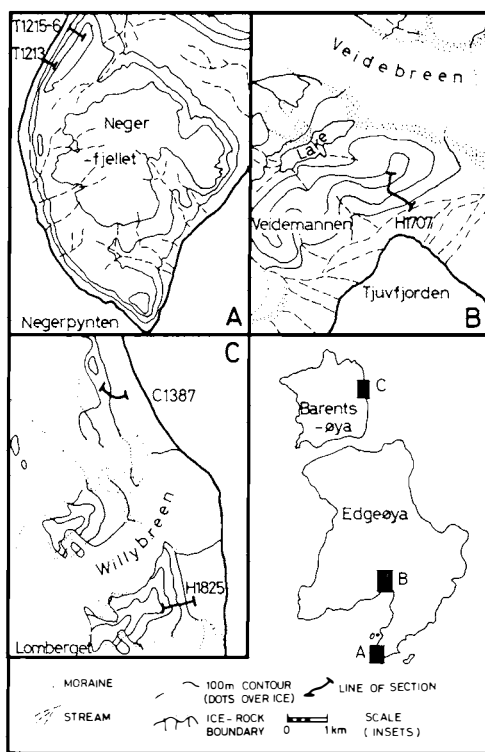 T1215-6
T1213
Neger
-fjellet
Negerpynten
A
Veidebreen
Lake
Veidemannen
H1707
Tjuvfjorden
B
C
C1387
Willybreen
H1825
Lomberget
C
Barents
-øya
Edgeøya
B
A
MORAINE
100m CONTOUR
(DOTS OVER ICE)
LINE OF SECTION
STREAM
ICE-ROCK
BOUNDARY
0 1km
SCALE
(INSETS)